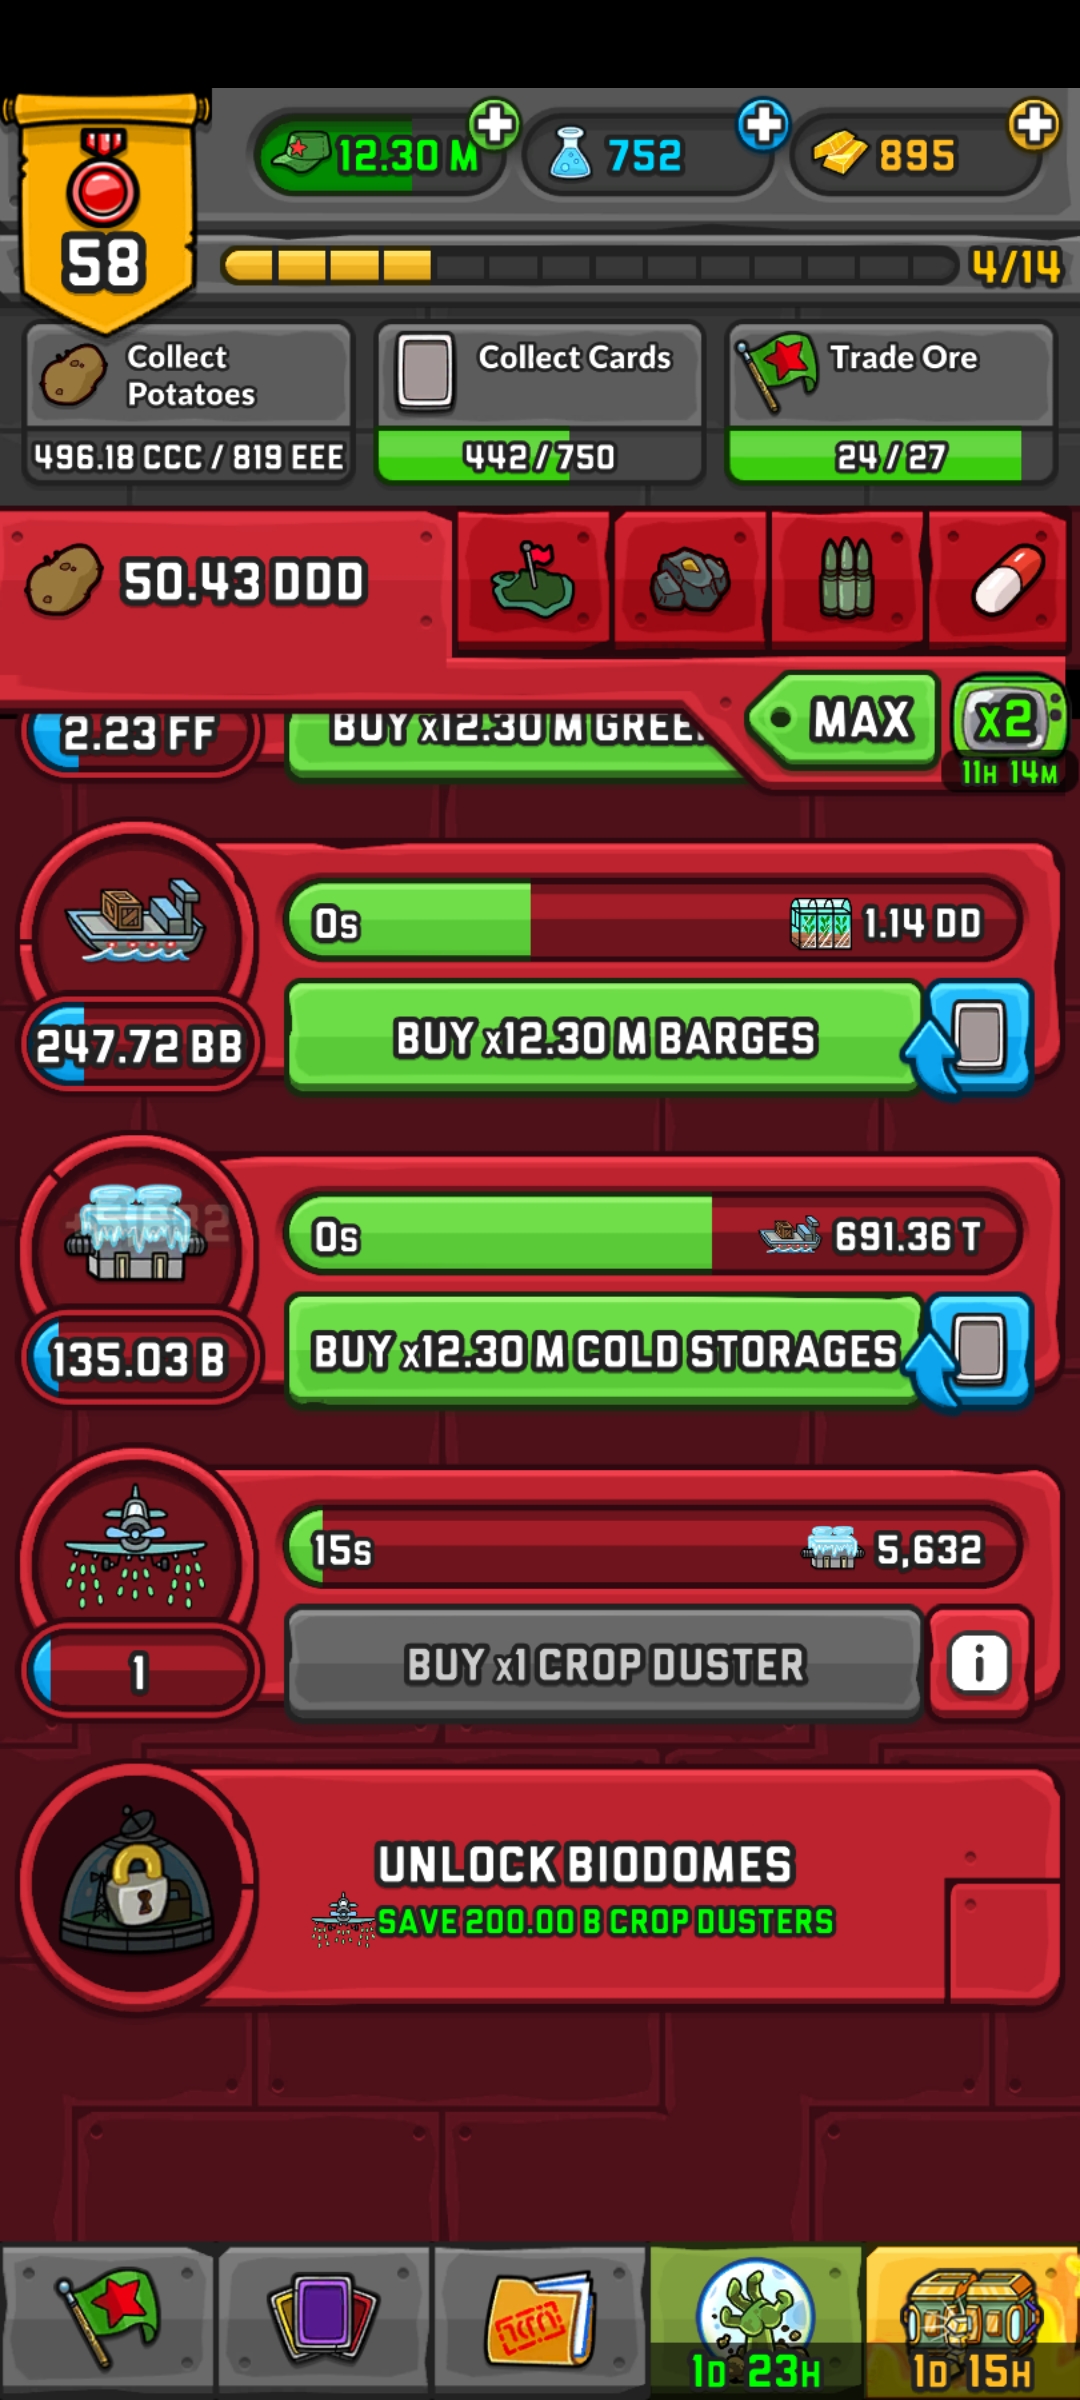 12.30 M
752
895
58
4/14
Collect
Potatoes
496.18 CCC / 819 EEE
Collect Cards
442/750
Trade Ore
24/27
50.43 DDD
MAX
x2
11H 14M
2.23 FF
BUY x12.30 M GREE
0s
1.14 DD
247.72 BB
BUY x12.30 M BARGES
0s
691.36 T
135.03 B
BUY x12.30 M COLD STORAGES
15s
5,632
1
BUY x1 CROP DUSTER
i
UNLOCK BIODOMES
SAVE 200.00 B CROP DUSTERS
1D 23H
1D 15H